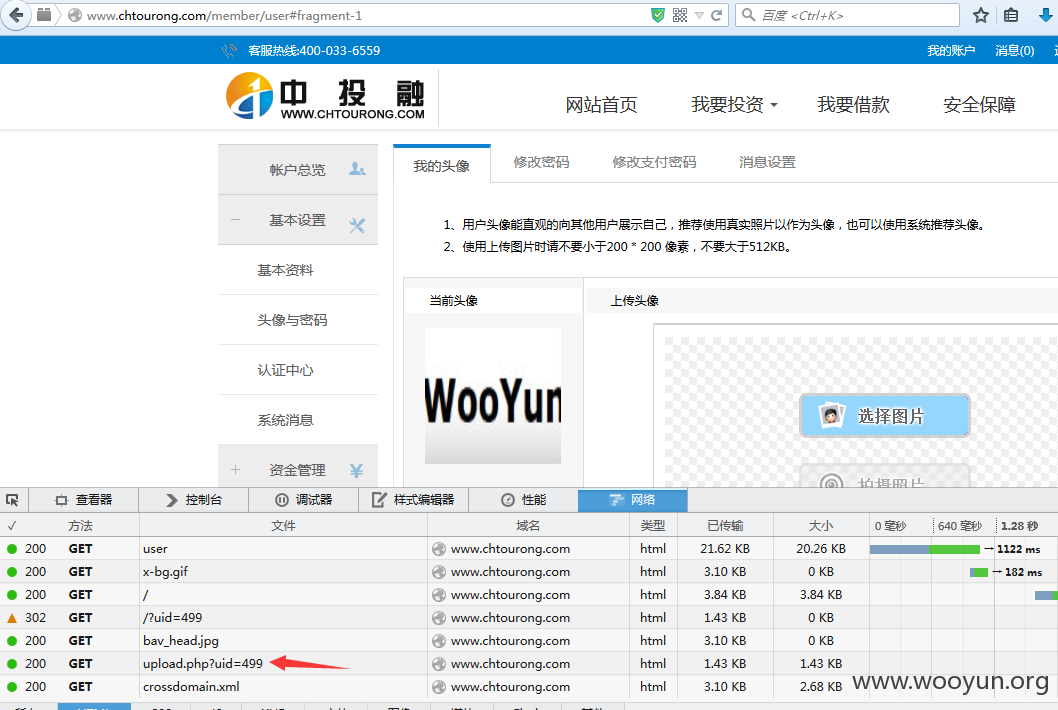 www.chtourong.com/member/user#fragment-1
百度 <Ctrl+K>
客服热线:400-033-6559
我的账户
消息(0)
中投融
WWW.CHTOURONG.COM
网站首页
我要投资
我要借款
安全保障
帐户总览
基本设置
基本资料
头像与密码
认证中心
系统消息
资金管理
我的头像
修改密码
修改支付密码
消息设置
1、用户头像能直观的向其他用户展示自己，推荐使用真实照片以作为头像，也可以使用系统推荐头像。
2、使用上传图片时请不要小于200 * 200 像素，不要大于512KB。
当前头像
上传头像
WooYun
选择图片
拍摄照片
查看器
控制台
调试器
样式编辑器
性能
网络
✓ 方法 文件 域名 类型 已传输 大小 0 毫秒 640 毫秒 1.28 秒
200 GET user www.chtourong.com html 21.62 KB 20.26 KB → 1122 ms
200 GET x-bg.gif www.chtourong.com html 3.10 KB 0 KB → 182 ms
200 GET / www.chtourong.com html 3.84 KB 3.84 KB
302 GET /?uid=499 www.chtourong.com html 1.43 KB 0 KB
200 GET bav_head.jpg www.chtourong.com html 3.10 KB 0 KB
200 GET upload.php?uid=499 www.chtourong.com html 1.43 KB 1.43 KB
200 GET crossdomain.xml www.chtourong.com html 3.10 KB 2.68 KB
www.wooyun.org